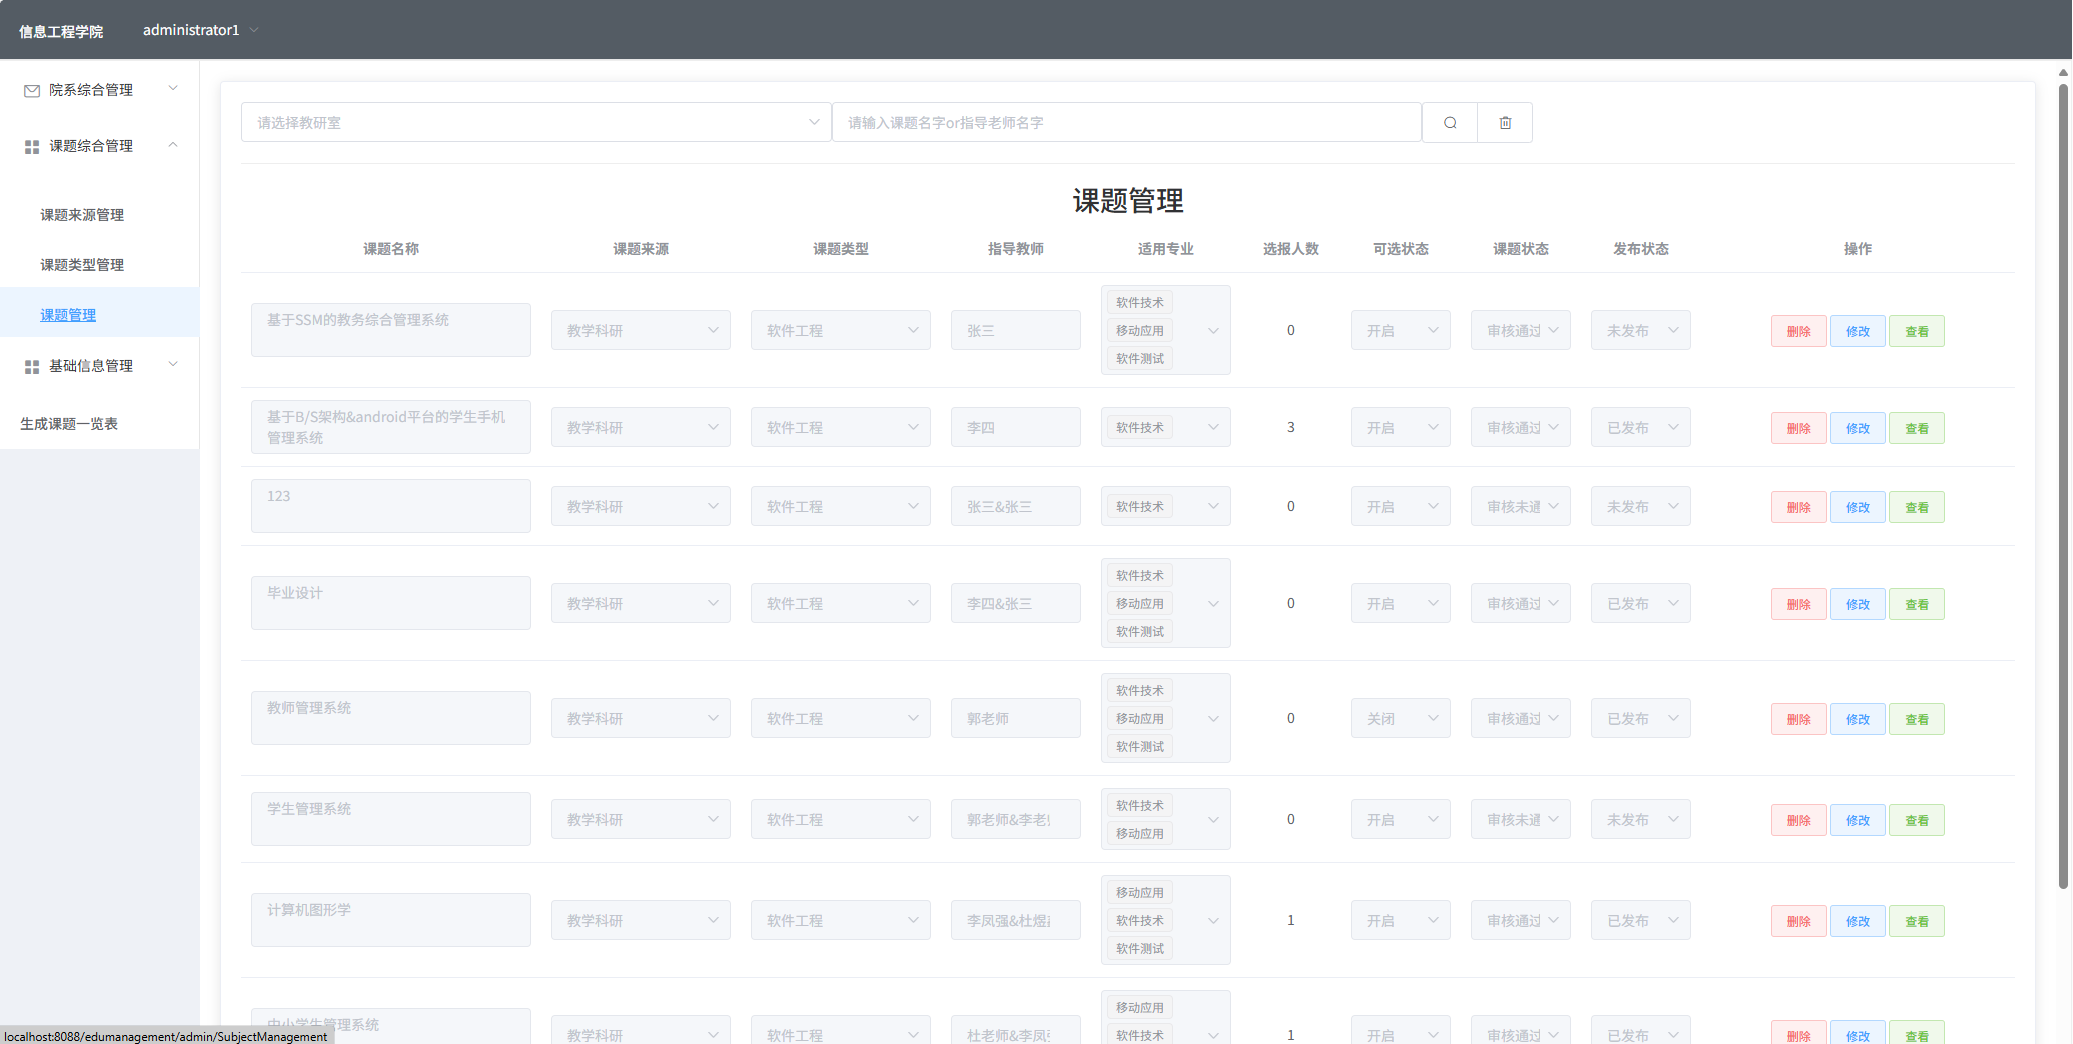 信息工程学院 administrator1
院系综合管理
课题综合管理
课题来源管理
课题类型管理
课题管理
基础信息管理
生成课题一览表
请选择教研室 请输入课题名字or指导老师名字
课题管理
课题名称 课题来源 课题类型 指导教师 适用专业 选报人数 可选状态 课题状态 发布状态 操作
基于SSM的教务综合管理系统 教学科研 软件工程 张三 软件技术 移动应用 软件测试 0 开启 审核通过 未发布 删除 修改 查看
基于B/S架构&android平台的学生手机
管理系统 教学科研 软件工程 李四 软件技术 3 开启 审核通过 已发布 删除 修改 查看
123 教学科研 软件工程 张三&张三 软件技术 0 开启 审核未通 未发布 删除 修改 查看
毕业设计 教学科研 软件工程 李四&张三 软件技术 移动应用 软件测试 0 开启 审核通过 已发布 删除 修改 查看
教师管理系统 教学科研 软件工程 郭老师 软件技术 移动应用 软件测试 0 关闭 审核通过 已发布 删除 修改 查看
学生管理系统 教学科研 软件工程 郭老师&李老 软件技术 移动应用 0 开启 审核未通 未发布 删除 修改 查看
计算机图形学 教学科研 软件工程 李凤强&杜煜 移动应用 软件技术 软件测试 1 开启 审核通过 已发布 删除 修改 查看
中小学生管理系统 教学科研 软件工程 杜老师&李凤 移动应用 软件技术 1 开启 审核通过 已发布 删除 修改 查看
localhost:8088/edumanagement/admin/SubjectManagement